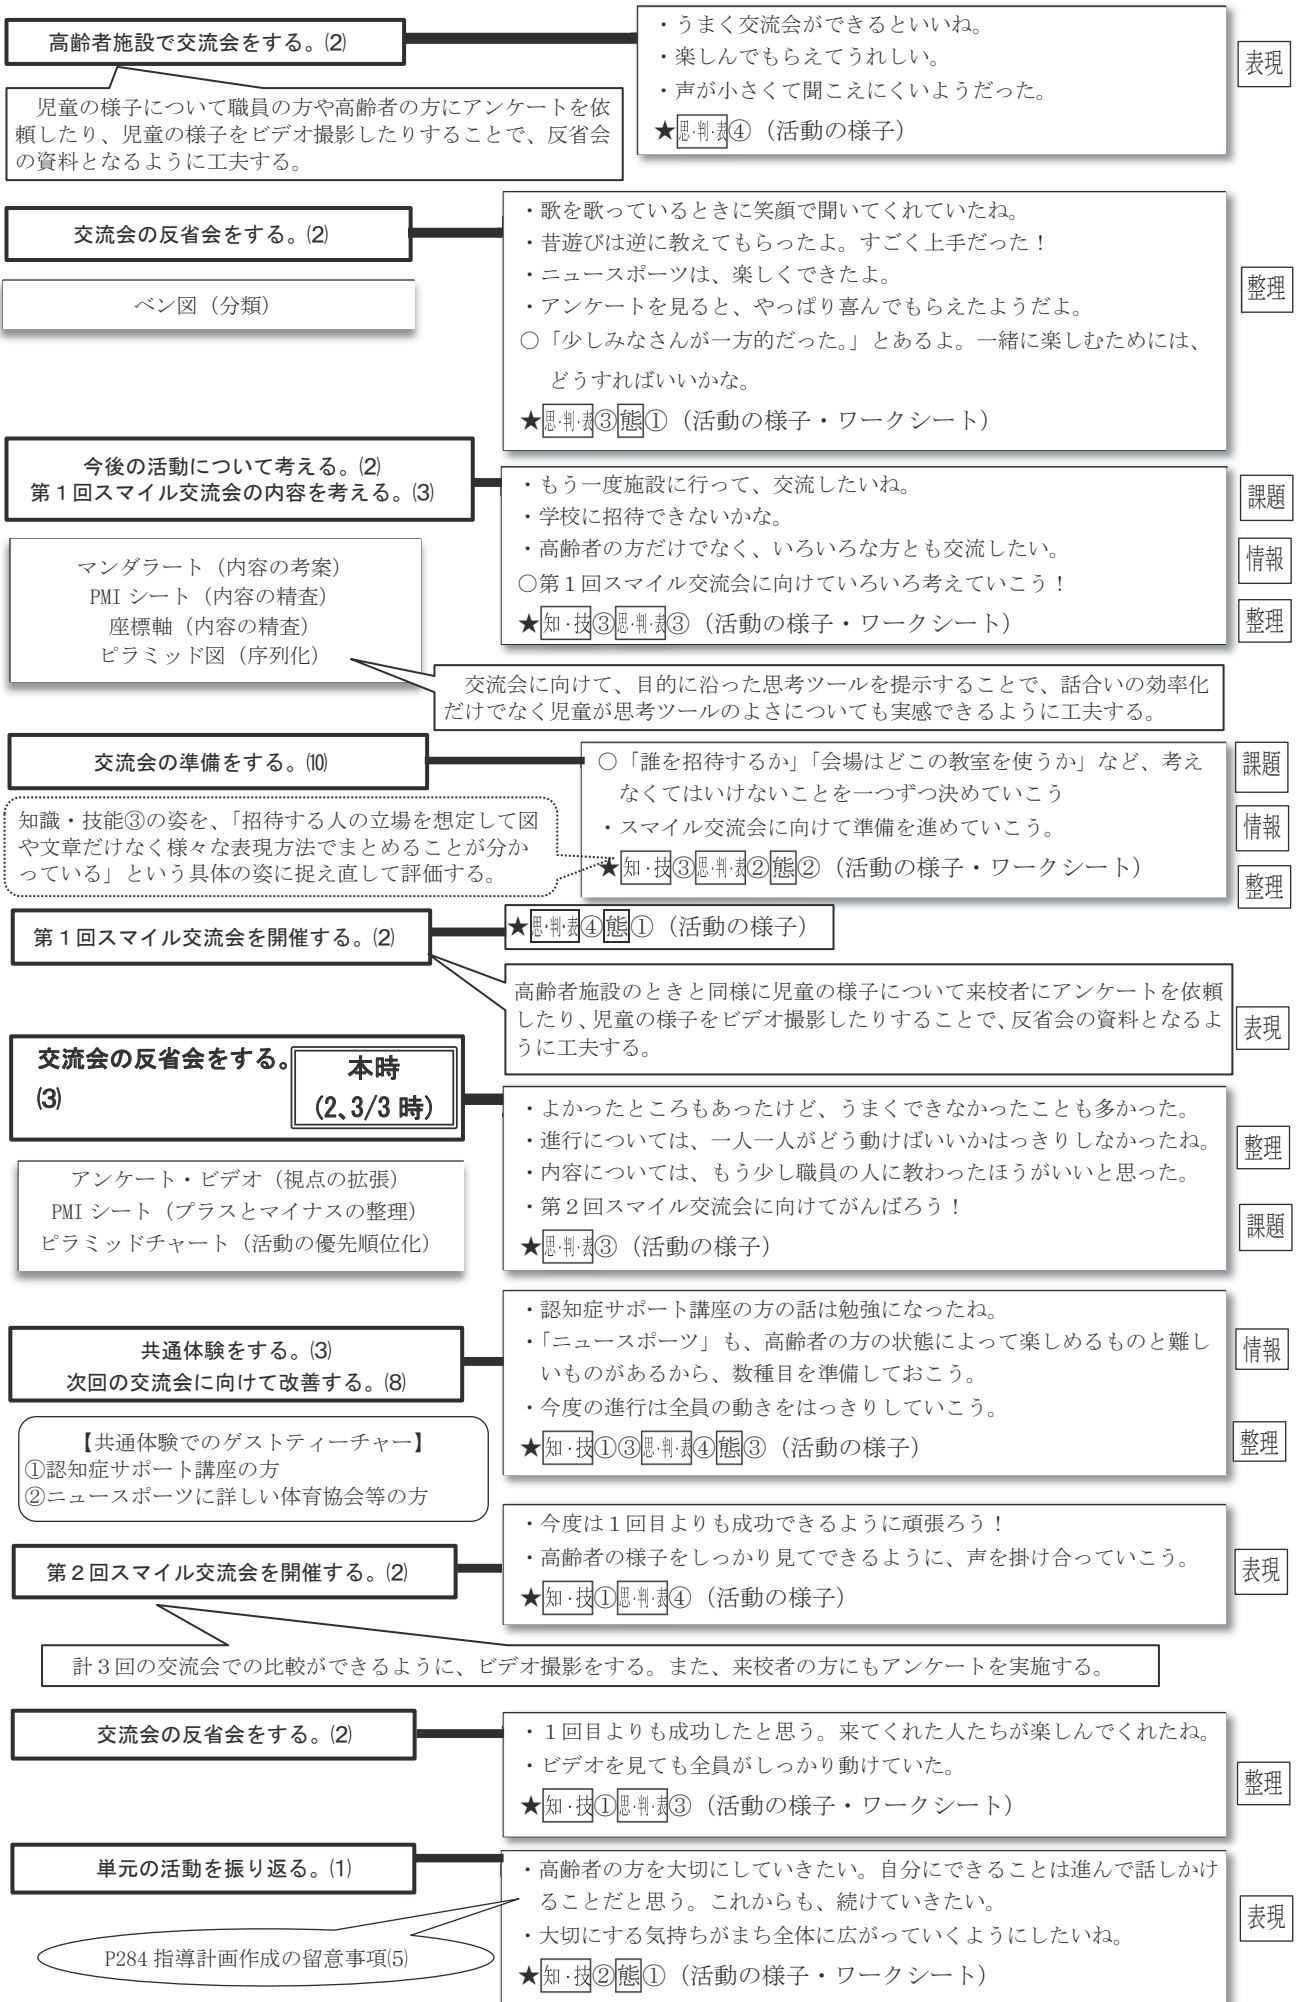 高齢者施設で交流会をする。⑵
・うまく交流会ができるといいね。
・楽しんでもらえてうれしい。
・声が小さくて聞こえにくいようだった。
★思・判・表④（活動の様子）
表現
児童の様子について職員の方や高齢者の方にアンケートを依
頼したり、児童の様子をビデオ撮影したりすることで、反省会
の資料となるように工夫する。
交流会の反省会をする。⑵
ベン図（分類）
・歌を歌っているときに笑顔で聞いてくれていたね。
・昔遊びは逆に教えてもらったよ。すごく上手だった！
・ニュースポーツは、楽しくできたよ。
・アンケートを見ると、やっぱり喜んでもらえたようだよ。
○「少しみなさんが一方的だった。」とあるよ。一緒に楽しむためには、
どうすればいいかな。
★思・判・表③態①（活動の様子・ワークシート）
整理
今後の活動について考える。⑵
第１回スマイル交流会の内容を考える。⑶
マンダラート（内容の考案）
PMI シート（内容の精査）
座標軸（内容の精査）
ピラミッド図（序列化）
・もう一度施設に行って、交流したいね。
・学校に招待できないかな。
・高齢者の方だけでなく、いろいろな方とも交流したい。
○第１回スマイル交流会に向けていろいろ考えていこう！
★知・技③思・判・表③（活動の様子・ワークシート）
課題
情報
整理
交流会に向けて、目的に沿った思考ツールを提示することで、話合いの効率化
だけでなく児童が思考ツールのよさについても実感できるように工夫する。
交流会の準備をする。⑽
○「誰を招待するか」「会場はどこの教室を使うか」など、考え
なくてはいけないことを一つずつ決めていこう
・スマイル交流会に向けて準備を進めていこう。
★知・技③思・判・表②態②（活動の様子・ワークシート）
課題
情報
整理
知識・技能③の姿を、「招待する人の立場を想定して図
や文章だけなく様々な表現方法でまとめることが分か
っている」という具体の姿に捉え直して評価する。
第１回スマイル交流会を開催する。⑵
★思・判・表④態①（活動の様子）
高齢者施設のときと同様に児童の様子について来校者にアンケートを依頼
したり、児童の様子をビデオ撮影したりすることで、反省会の資料となるよ
うに工夫する。
表現
交流会の反省会をする。
⑶
本時
(2、3/3 時)
アンケート・ビデオ（視点の拡張）
PMI シート（プラスとマイナスの整理）
ピラミッドチャート（活動の優先順位化）
・よかったところもあったけど、うまくできなかったことも多かった。
・進行については、一人一人がどう動けばいいかはっきりしなかったね。
・内容については、もう少し職員の人に教わったほうがいいと思った。
・第２回スマイル交流会に向けてがんばろう！
★思・判・表③（活動の様子）
整理
課題
共通体験をする。⑶
次回の交流会に向けて改善する。⑻
【共通体験でのゲストティーチャー】
①認知症サポート講座の方
②ニュースポーツに詳しい体育協会等の方
・認知症サポート講座の方の話は勉強になったね。
・「ニュースポーツ」も、高齢者の方の状態によって楽しめるものと難し
いものがあるから、数種目を準備しておこう。
・今度の進行は全員の動きをはっきりしていこう。
★知・技①③思・判・表④態③（活動の様子）
情報
整理
第２回スマイル交流会を開催する。⑵
・今度は１回目よりも成功できるように頑張ろう！
・高齢者の様子をしっかり見てできるように、声を掛け合っていこう。
★知・技①思・判・表④（活動の様子）
表現
計３回の交流会での比較ができるように、ビデオ撮影をする。また、来校者の方にもアンケートを実施する。
交流会の反省会をする。⑵
・１回目よりも成功したと思う。来てくれた人たちが楽しんでくれたね。
・ビデオを見ても全員がしっかり動けていた。
★知・技①思・判・表③（活動の様子・ワークシート）
整理
単元の活動を振り返る。⑴
P284 指導計画作成の留意事項⑸
・高齢者の方を大切にしていきたい。自分にできることは進んで話しかけ
ることだと思う。これからも、続けていきたい。
・大切にする気持ちがまち全体に広がっていくようにしたいね。
★知・技②態①（活動の様子・ワークシート）
表現